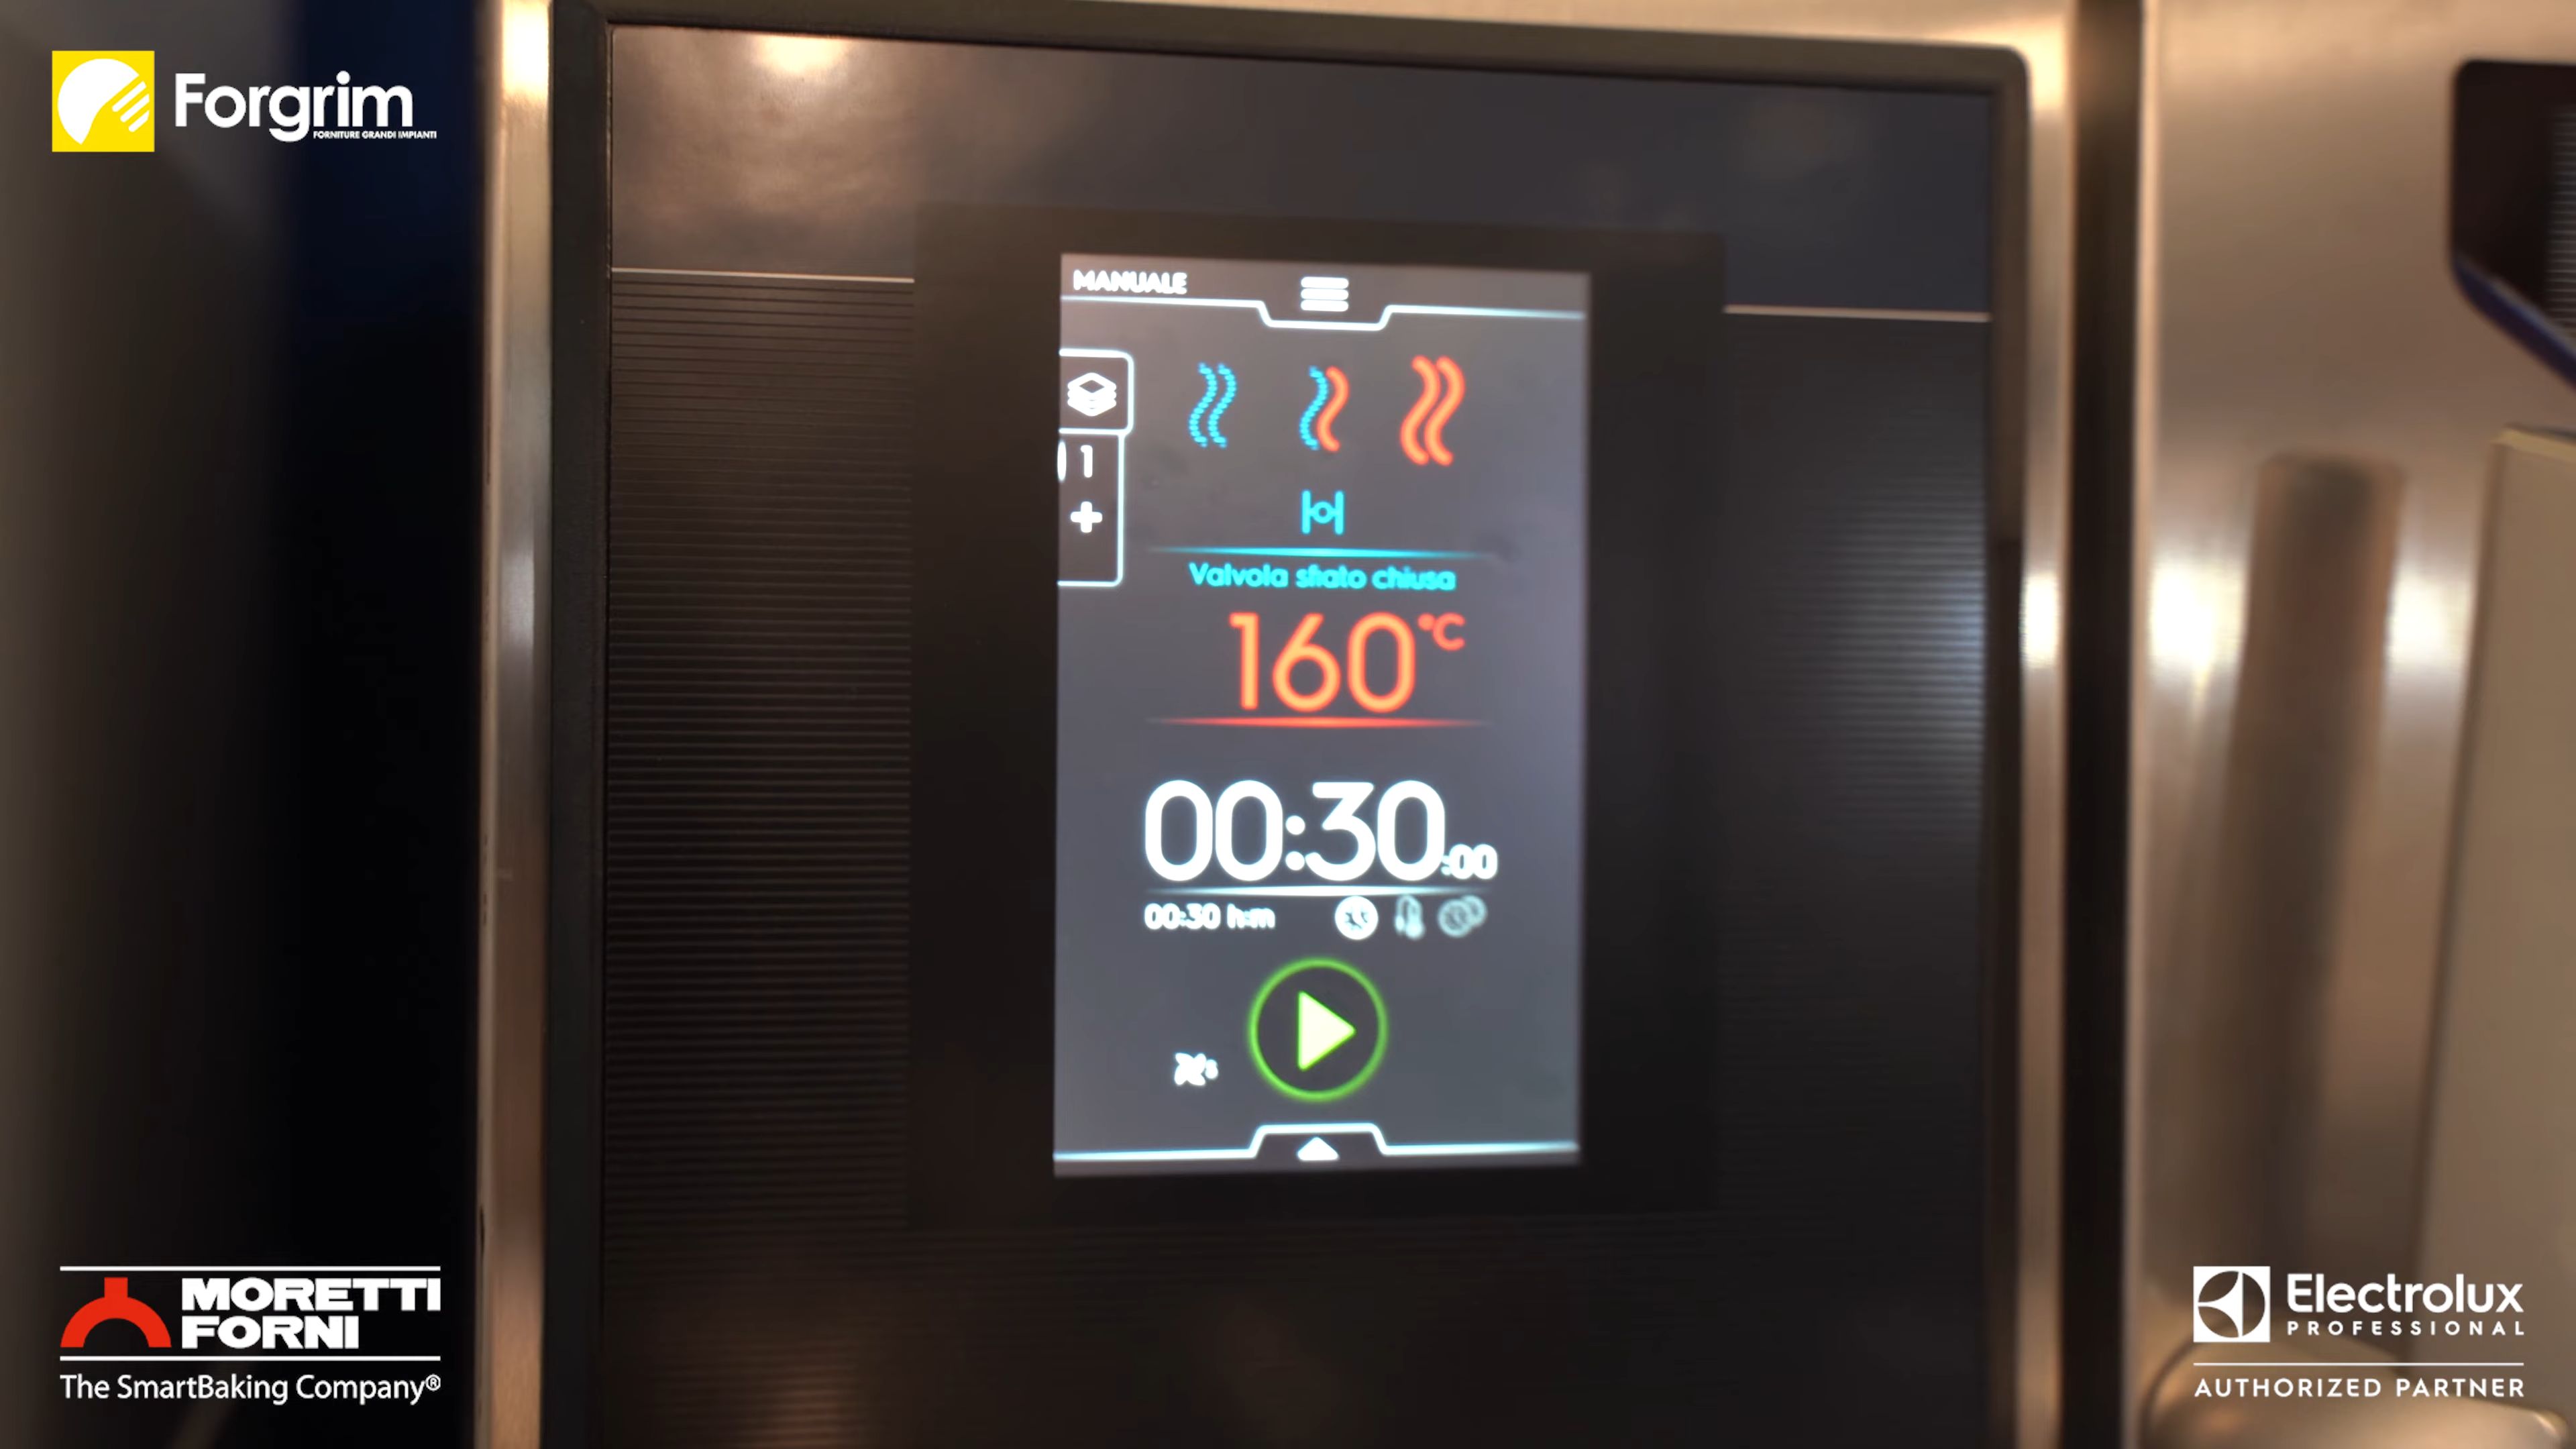 Forgrim
FORNITURE GRANDI IMPIANTI
MANUALE
1
+
Valvola sfiato chiusa
160°C
00:30:00
00:30 h:m
MORETTI
FORNI
The SmartBaking Company®
Electrolux
PROFESSIONAL
AUTHORIZED PARTNER